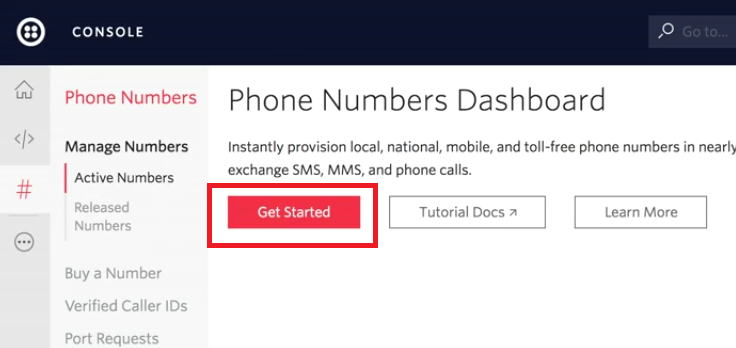 CONSOLE
Go to...
Phone Numbers
Manage Numbers
Active Numbers
Released
Numbers
Buy a Number
Verified Caller IDs
Port Requests
Phone Numbers Dashboard
Instantly provision local, national, mobile, and toll-free phone numbers in nearly
exchange SMS, MMS, and phone calls.
Get Started
Tutorial Docs ↗
Learn More